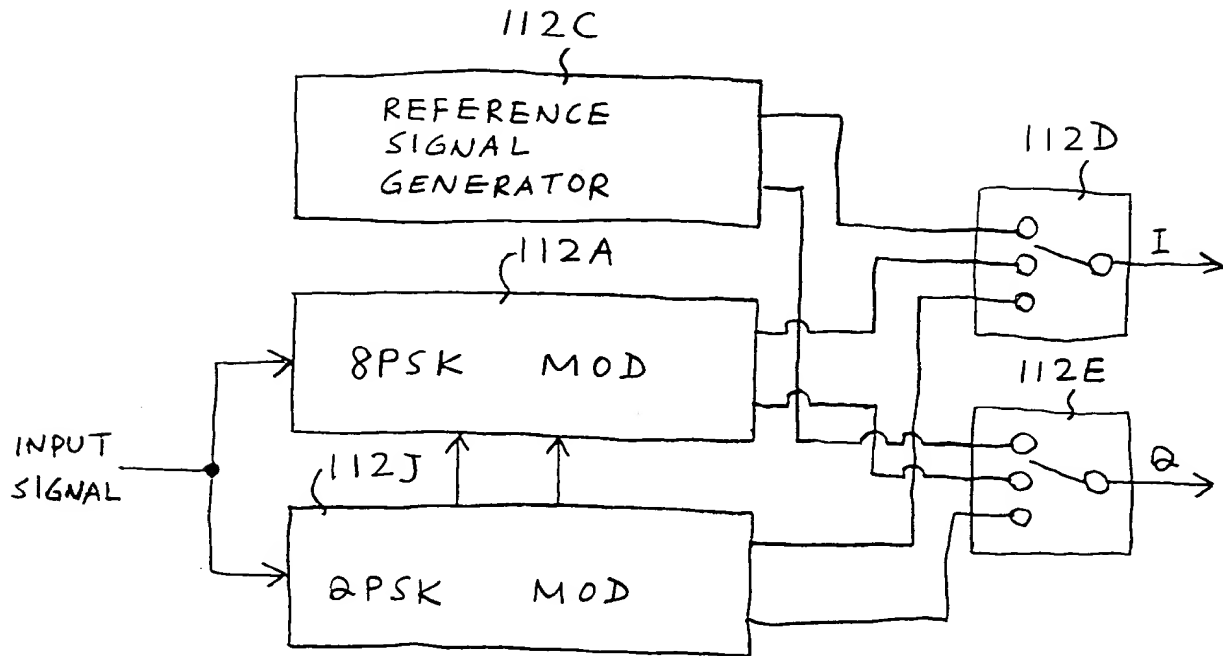 112C
REFERENCE
SIGNAL
GENERATOR
112D
I
112A
8PSK MOD
112E
Q
INPUT
SIGNAL
112J
QPSK MOD